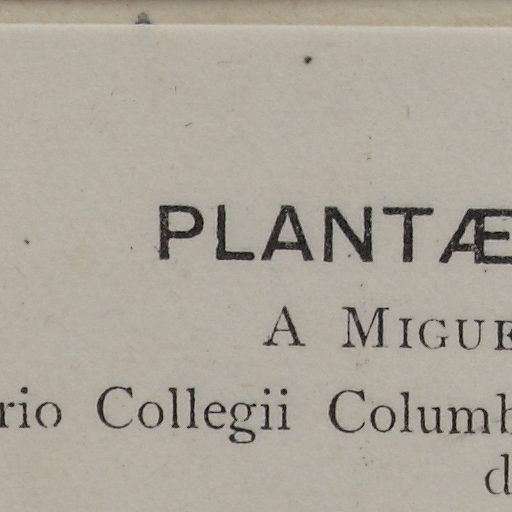 PLANTÆ
A MIGUE
rio Collegii Columb
d